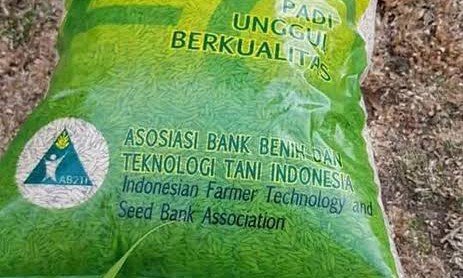 PADI
UNGGUL
BERKUALITAS
ASOSIASI BANK BENIH DAN
TEKNOLOGI TANI INDONESIA
Indonesian Farmer Technology and
Seed Bank Association
AB2TI